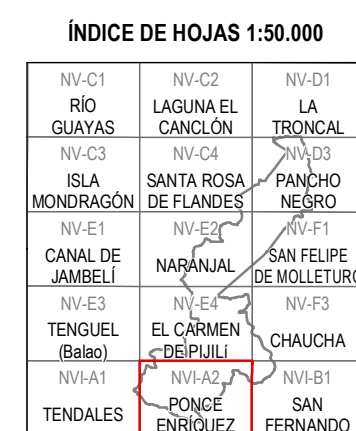 ÍNDICE DE HOJAS 1:50.000
NV-C1 NV-C2 NV-D1
RÍO LAGUNA EL LA
GUAYAS CANCLÓN TRONCAL
NV-C3 NV-C4 NV-D3
ISLA SANTA ROSA PANCHO
MONDRAGÓN DE FLANDES NEGRO
NV-E1 NV-E2 NV-F1
CANAL DE NARANJAL SAN FELIPE
JAMBELÍ DE MOLLETURO
NV-E3 NV-E4 NV-F3
TENGUEL EL CARMEN CHAUCHA
(Balao) DE PIJILí
NVI-A1 NVI-A2 NVI-B1
TENDALES PONCE SAN
ENRÍQUEZ FERNANDO